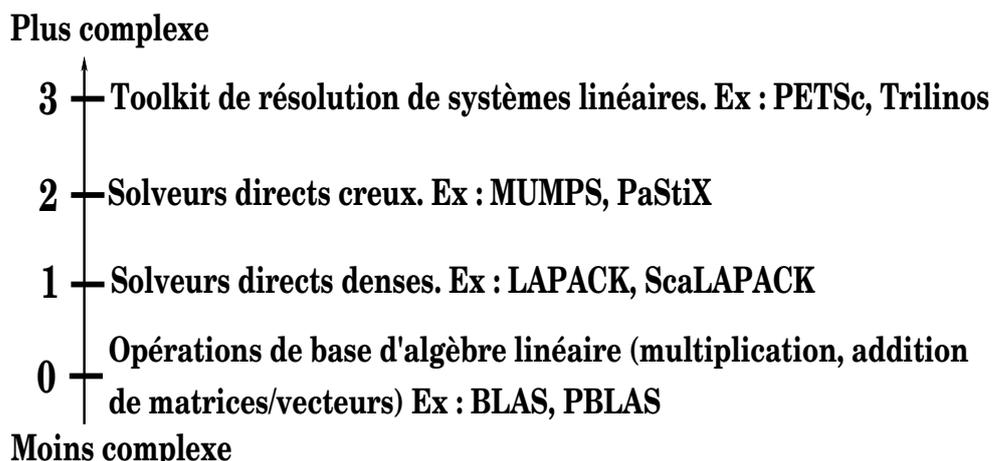 Plus complexe
3 Toolkit de résolution de systèmes linéaires. Ex : PETSc, Trilinos
2 Solveurs directs creux. Ex : MUMPS, PaStiX
1 Solveurs directs denses. Ex : LAPACK, ScaLAPACK
Opérations de base d'algèbre linéaire (multiplication, addition
0
de matrices/vecteurs) Ex : BLAS, PBLAS
Moins complexe